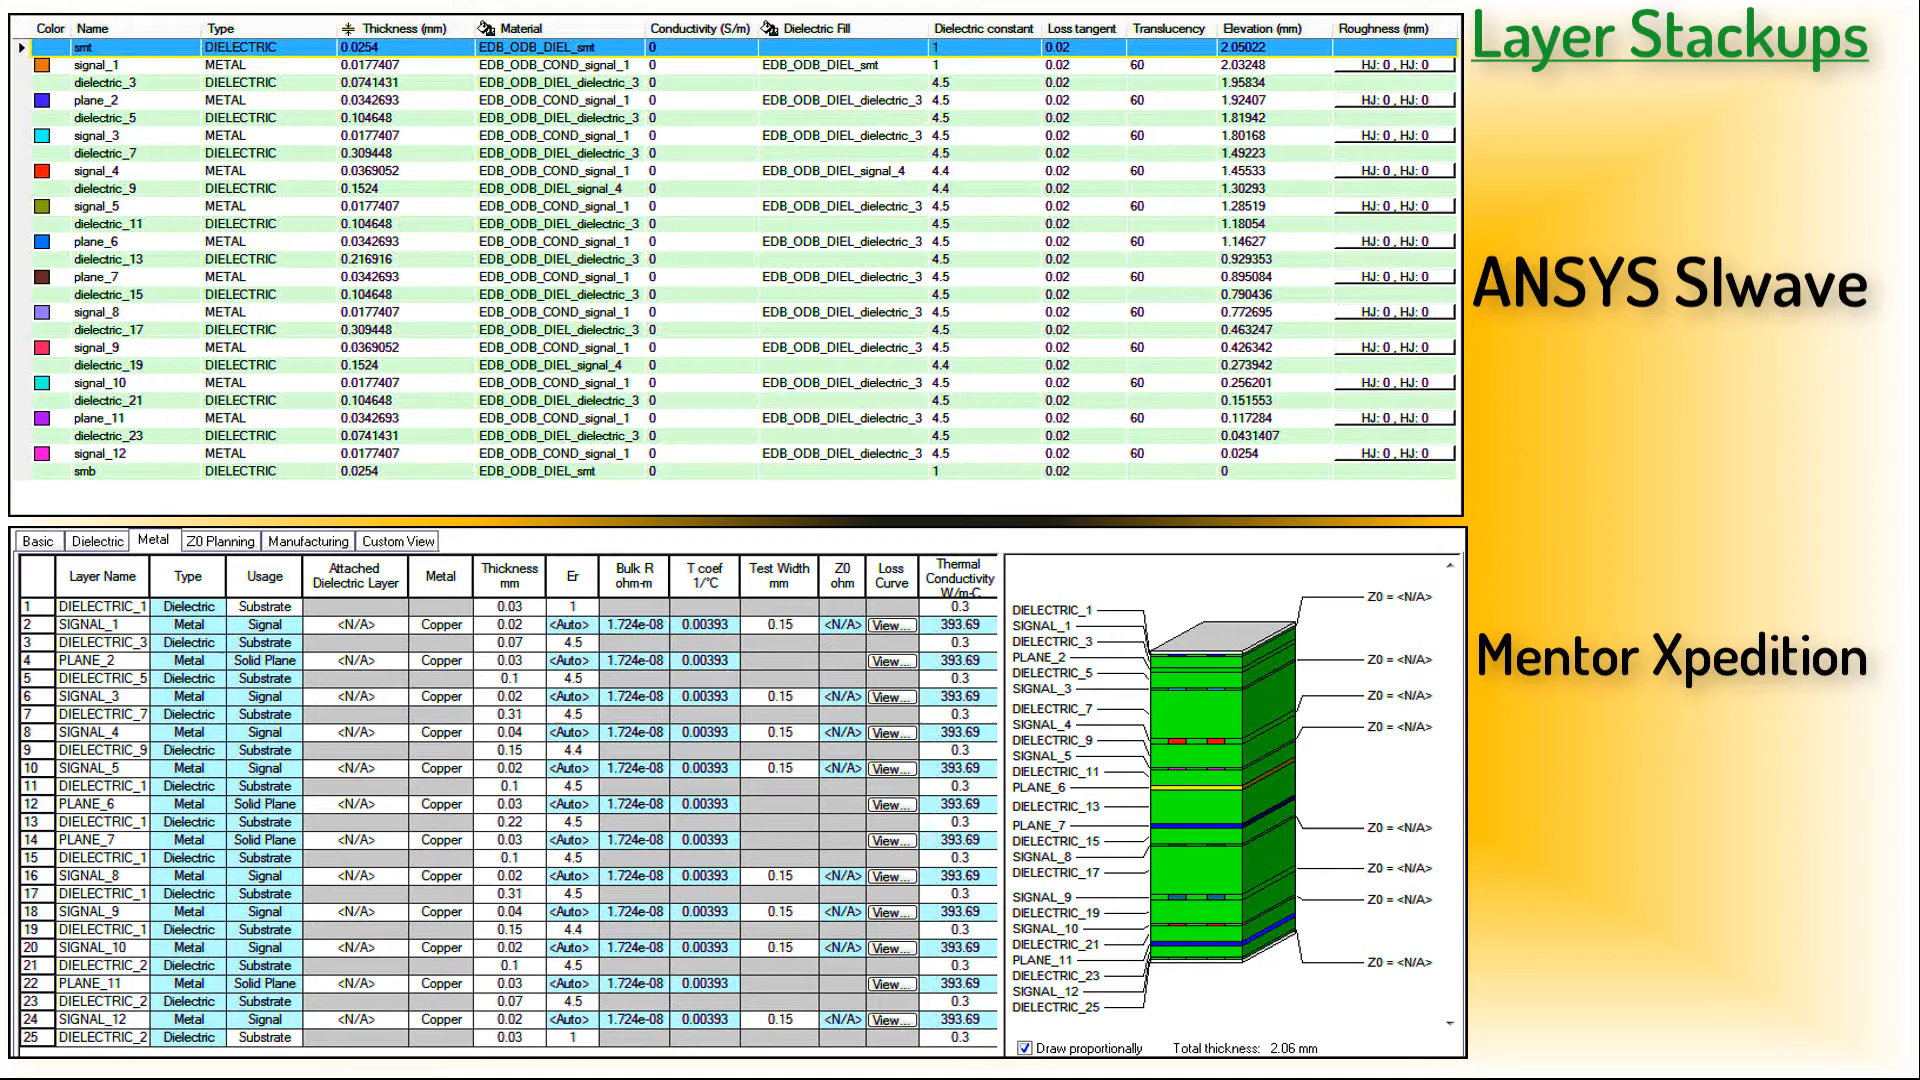 Layer Stackups
Color Name Type Thickness (mm) Material Conductivity (S/m) Dielectric Fill Dielectric constant Loss tangent Translucency Elevation (mm) Roughness (mm)
smt DIELECTRIC 0.0254 EDB_ODB_DIEL_smt 0 1 0.02 2.05022
signal_1 METAL 0.0177407 EDB_ODB_COND_signal_1 0 EDB_ODB_DIEL_smt 1 0.02 60 2.03248 HJ: 0 , HJ: 0
dielectric_3 DIELECTRIC 0.0741431 EDB_ODB_DIEL_dielectric_3 0 4.5 0.02 1.95834
plane_2 METAL 0.0342693 EDB_ODB_COND_signal_1 0 EDB_ODB_DIEL_dielectric_3 4.5 0.02 60 1.92407 HJ: 0 , HJ: 0
dielectric_5 DIELECTRIC 0.104648 EDB_ODB_DIEL_dielectric_3 0 4.5 0.02 1.81942
signal_3 METAL 0.0177407 EDB_ODB_COND_signal_1 0 EDB_ODB_DIEL_dielectric_3 4.5 0.02 60 1.80168 HJ: 0 , HJ: 0
dielectric_7 DIELECTRIC 0.309448 EDB_ODB_DIEL_dielectric_3 0 4.5 0.02 1.49223
signal_4 METAL 0.0369052 EDB_ODB_COND_signal_1 0 EDB_ODB_DIEL_signal_4 4.4 0.02 60 1.45533 HJ: 0 , HJ: 0
dielectric_9 DIELECTRIC 0.1524 EDB_ODB_DIEL_signal_4 0 4.4 0.02 1.30293
signal_5 METAL 0.0177407 EDB_ODB_COND_signal_1 0 EDB_ODB_DIEL_dielectric_3 4.5 0.02 60 1.28519 HJ: 0 , HJ: 0
dielectric_11 DIELECTRIC 0.104648 EDB_ODB_DIEL_dielectric_3 0 4.5 0.02 1.18054
plane_6 METAL 0.0342693 EDB_ODB_COND_signal_1 0 EDB_ODB_DIEL_dielectric_3 4.5 0.02 60 1.14627 HJ: 0 , HJ: 0
dielectric_13 DIELECTRIC 0.216916 EDB_ODB_DIEL_dielectric_3 0 4.5 0.02 0.929353
plane_7 METAL 0.0342693 EDB_ODB_COND_signal_1 0 EDB_ODB_DIEL_dielectric_3 4.5 0.02 60 0.895084 HJ: 0 , HJ: 0
dielectric_15 DIELECTRIC 0.104648 EDB_ODB_DIEL_dielectric_3 0 4.5 0.02 0.790436
signal_8 METAL 0.0177407 EDB_ODB_COND_signal_1 0 EDB_ODB_DIEL_dielectric_3 4.5 0.02 60 0.772695 HJ: 0 , HJ: 0
dielectric_17 DIELECTRIC 0.309448 EDB_ODB_DIEL_dielectric_3 0 4.5 0.02 0.463247
signal_9 METAL 0.0369052 EDB_ODB_COND_signal_1 0 EDB_ODB_DIEL_dielectric_3 4.5 0.02 60 0.426342 HJ: 0 , HJ: 0
dielectric_19 DIELECTRIC 0.1524 EDB_ODB_DIEL_signal_4 0 4.4 0.02 0.273942
signal_10 METAL 0.0177407 EDB_ODB_COND_signal_1 0 EDB_ODB_DIEL_dielectric_3 4.5 0.02 60 0.256201 HJ: 0 , HJ: 0
dielectric_21 DIELECTRIC 0.104648 EDB_ODB_DIEL_dielectric_3 0 4.5 0.02 0.151553
plane_11 METAL 0.0342693 EDB_ODB_COND_signal_1 0 EDB_ODB_DIEL_dielectric_3 4.5 0.02 60 0.117284 HJ: 0 , HJ: 0
dielectric_23 DIELECTRIC 0.0741431 EDB_ODB_DIEL_dielectric_3 0 4.5 0.02 0.0431407
signal_12 METAL 0.0177407 EDB_ODB_COND_signal_1 0 EDB_ODB_DIEL_dielectric_3 4.5 0.02 60 0.0254 HJ: 0 , HJ: 0
smb DIELECTRIC 0.0254 EDB_ODB_DIEL_smt 0 1 0.02 0
ANSYS SIwave
Basic Dielectric Metal Z0 Planning Manufacturing Custom View
Layer Name Type Usage Attached Dielectric Layer Metal Thickness mm Er Bulk R ohm-m T coef 1/°C Test Width mm Z0 ohm Loss Curve Thermal Conductivity W/m-C
1 DIELECTRIC_1 Dielectric Substrate 0.03 1 0.3
2 SIGNAL_1 Metal Signal <N/A> Copper 0.02 <Auto> 1.724e-08 0.00393 0.15 <N/A> View... 393.69
3 DIELECTRIC_3 Dielectric Substrate 0.07 4.5 0.3
4 PLANE_2 Metal Solid Plane <N/A> Copper 0.03 <Auto> 1.724e-08 0.00393 View... 393.69
5 DIELECTRIC_5 Dielectric Substrate 0.1 4.5 0.3
6 SIGNAL_3 Metal Signal <N/A> Copper 0.02 <Auto> 1.724e-08 0.00393 0.15 <N/A> View... 393.69
7 DIELECTRIC_7 Dielectric Substrate 0.31 4.5 0.3
8 SIGNAL_4 Metal Signal <N/A> Copper 0.04 <Auto> 1.724e-08 0.00393 0.15 <N/A> View... 393.69
9 DIELECTRIC_9 Dielectric Substrate 0.15 4.4 0.3
10 SIGNAL_5 Metal Signal <N/A> Copper 0.02 <Auto> 1.724e-08 0.00393 0.15 <N/A> View... 393.69
11 DIELECTRIC_1 Dielectric Substrate 0.1 4.5 0.3
12 PLANE_6 Metal Solid Plane <N/A> Copper 0.03 <Auto> 1.724e-08 0.00393 View... 393.69
13 DIELECTRIC_1 Dielectric Substrate 0.22 4.5 0.3
14 PLANE_7 Metal Solid Plane <N/A> Copper 0.03 <Auto> 1.724e-08 0.00393 View... 393.69
15 DIELECTRIC_1 Dielectric Substrate 0.1 4.5 0.3
16 SIGNAL_8 Metal Signal <N/A> Copper 0.02 <Auto> 1.724e-08 0.00393 0.15 <N/A> View... 393.69
17 DIELECTRIC_1 Dielectric Substrate 0.31 4.5 0.3
18 SIGNAL_9 Metal Signal <N/A> Copper 0.04 <Auto> 1.724e-08 0.00393 0.15 <N/A> View... 393.69
19 DIELECTRIC_1 Dielectric Substrate 0.15 4.4 0.3
20 SIGNAL_10 Metal Signal <N/A> Copper 0.02 <Auto> 1.724e-08 0.00393 0.15 <N/A> View... 393.69
21 DIELECTRIC_2 Dielectric Substrate 0.1 4.5 0.3
22 PLANE_11 Metal Solid Plane <N/A> Copper 0.03 <Auto> 1.724e-08 0.00393 View... 393.69
23 DIELECTRIC_2 Dielectric Substrate 0.07 4.5 0.3
24 SIGNAL_12 Metal Signal <N/A> Copper 0.02 <Auto> 1.724e-08 0.00393 0.15 <N/A> View... 393.69
25 DIELECTRIC_2 Dielectric Substrate 0.03 1 0.3
DIELECTRIC_1
SIGNAL_1
DIELECTRIC_3
PLANE_2
DIELECTRIC_5
SIGNAL_3
DIELECTRIC_7
SIGNAL_4
DIELECTRIC_9
SIGNAL_5
DIELECTRIC_11
PLANE_6
DIELECTRIC_13
PLANE_7
DIELECTRIC_15
SIGNAL_8
DIELECTRIC_17
SIGNAL_9
DIELECTRIC_19
SIGNAL_10
DIELECTRIC_21
PLANE_11
DIELECTRIC_23
SIGNAL_12
DIELECTRIC_25
Z0 = <N/A>
Z0 = <N/A>
Z0 = <N/A>
Z0 = <N/A>
Z0 = <N/A>
Z0 = <N/A>
Z0 = <N/A>
Z0 = <N/A>
Draw proportionally Total thickness: 2.06 mm
Mentor Xpedition